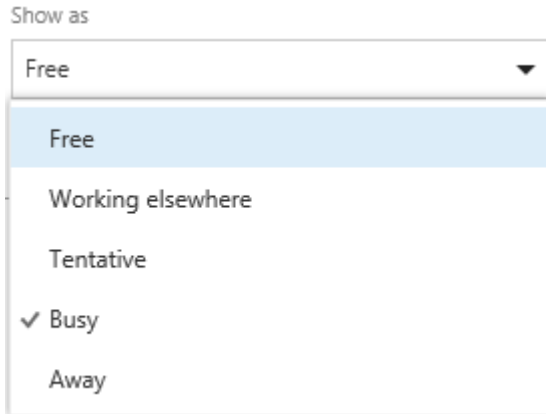 Show as
Free
Free
Working elsewhere
Tentative
Busy
Away